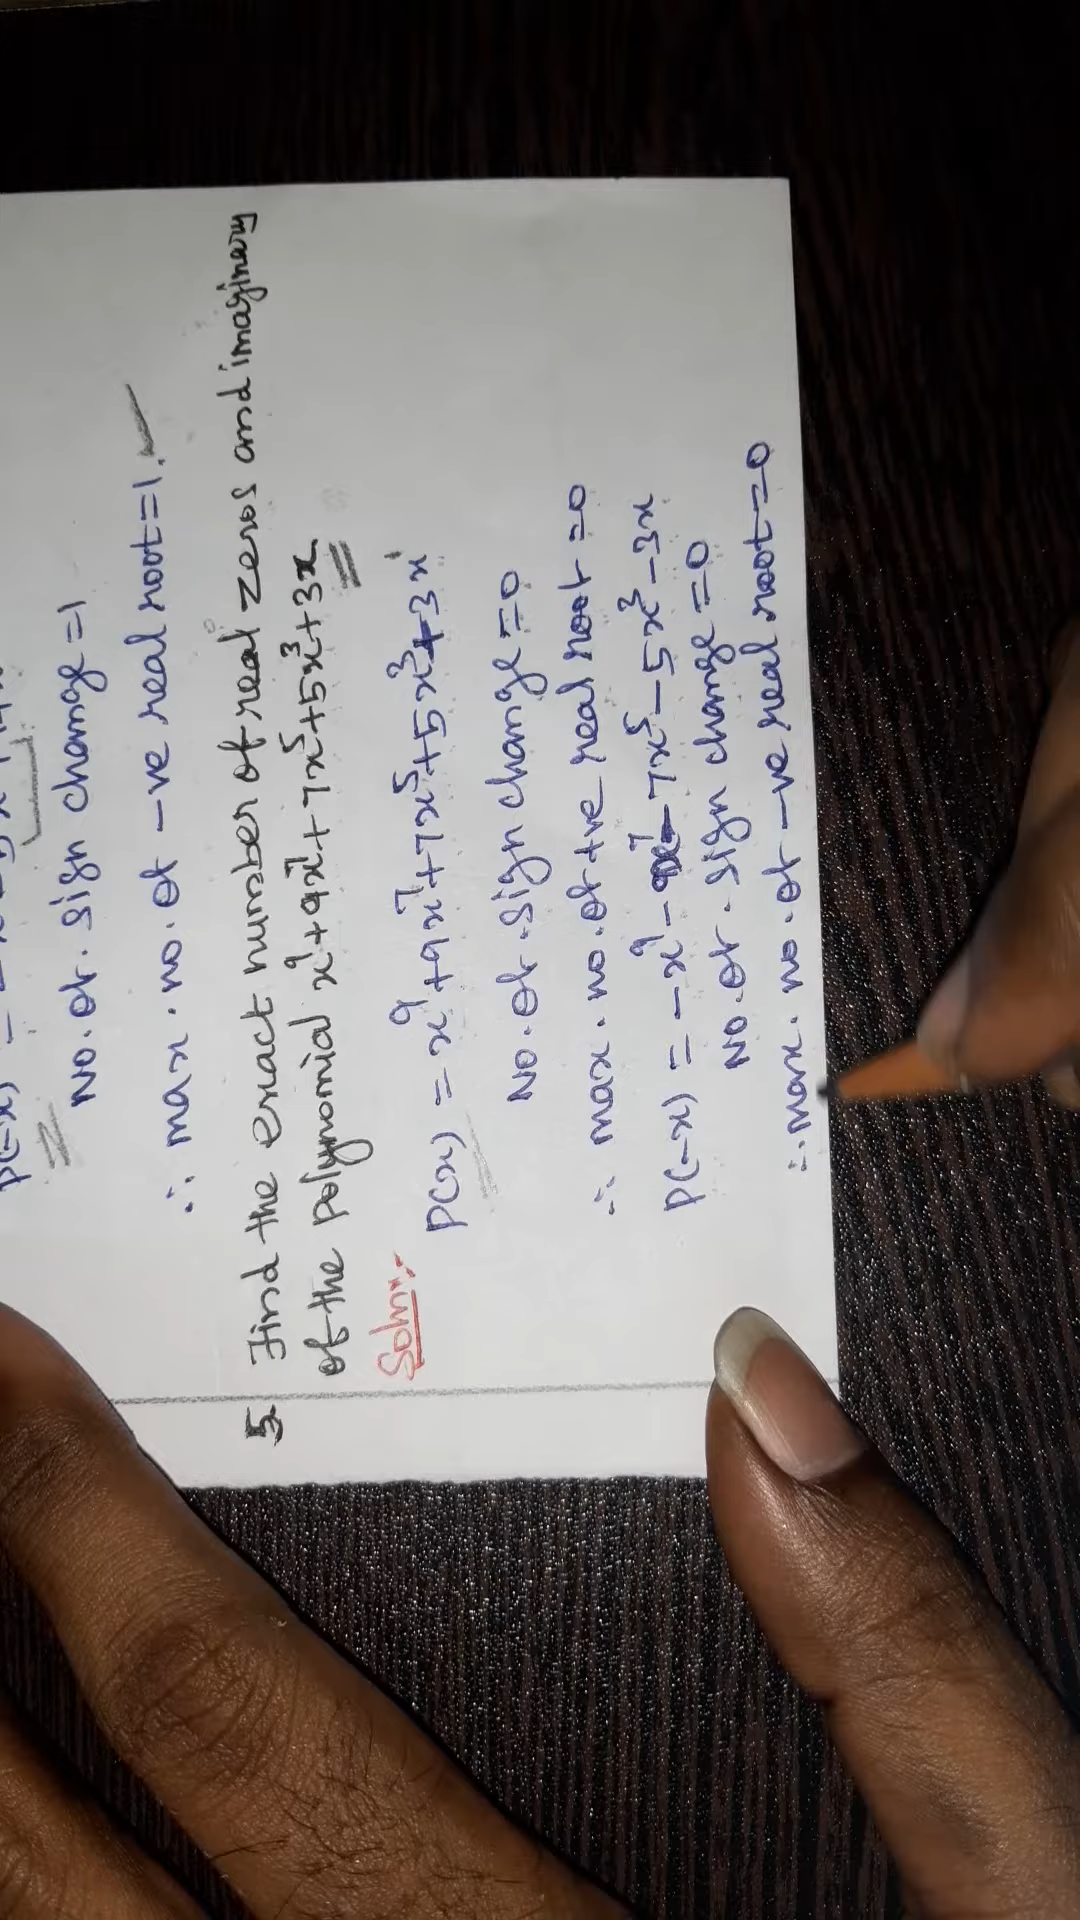 No. of. sign change =1
∴ max. no. of -ve real root=1.
5. Find the exact number of real zeros and imaginary
of the polynomial x⁹+9x⁷+7x⁵+5x³+3x
Soln:-
P(x) = x⁹+9x⁷+7x⁵+5x³+3x
No. of. sign change =0
∴ max. no. of +ve real root =0
P(-x) = -x⁹-9x⁷-7x⁵-5x³-3x
No. of. sign change =0
∴ max. no. of -ve real root=0